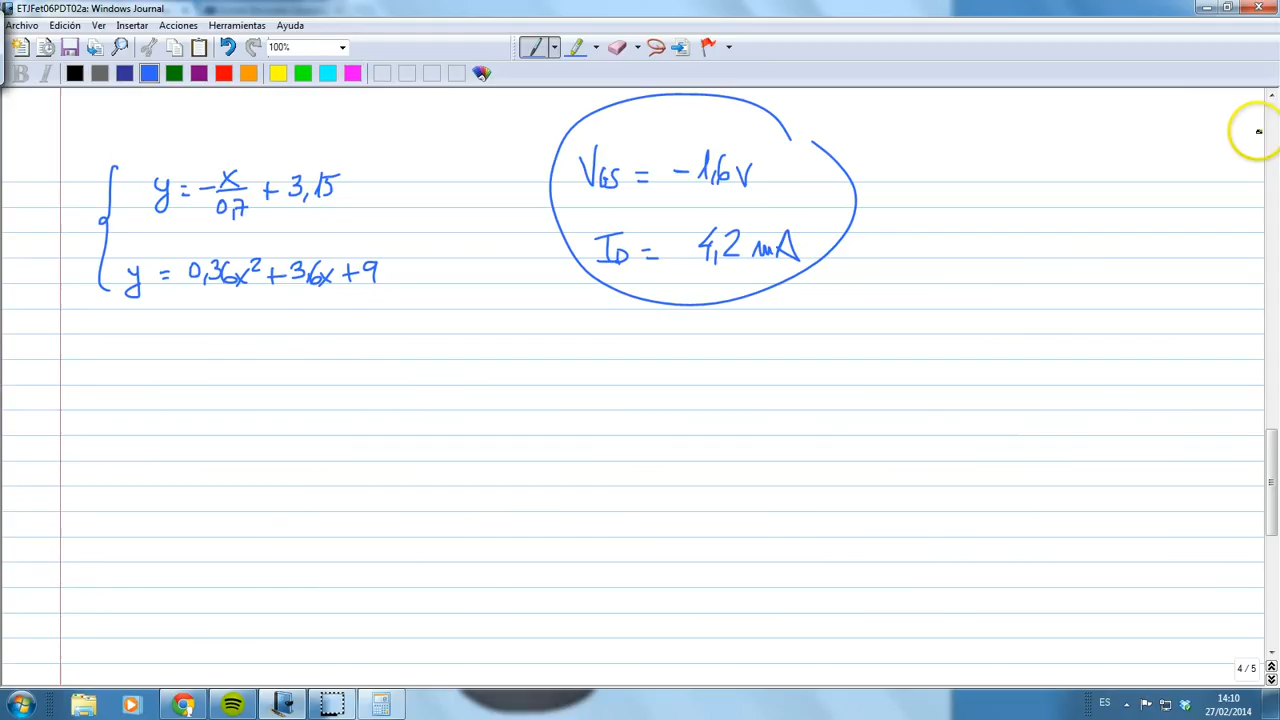 ETJFet06PDT02a: Windows Journal
Archivo Edición Ver Insertar Acciones Herramientas Ayuda
100%
B I
y = -x/0,7 + 3,15
y = 0,36x² + 3,6x + 9
VGS = -1,6 V
ID = 4,2 mA
4 / 5
ES
14:10
27/02/2014